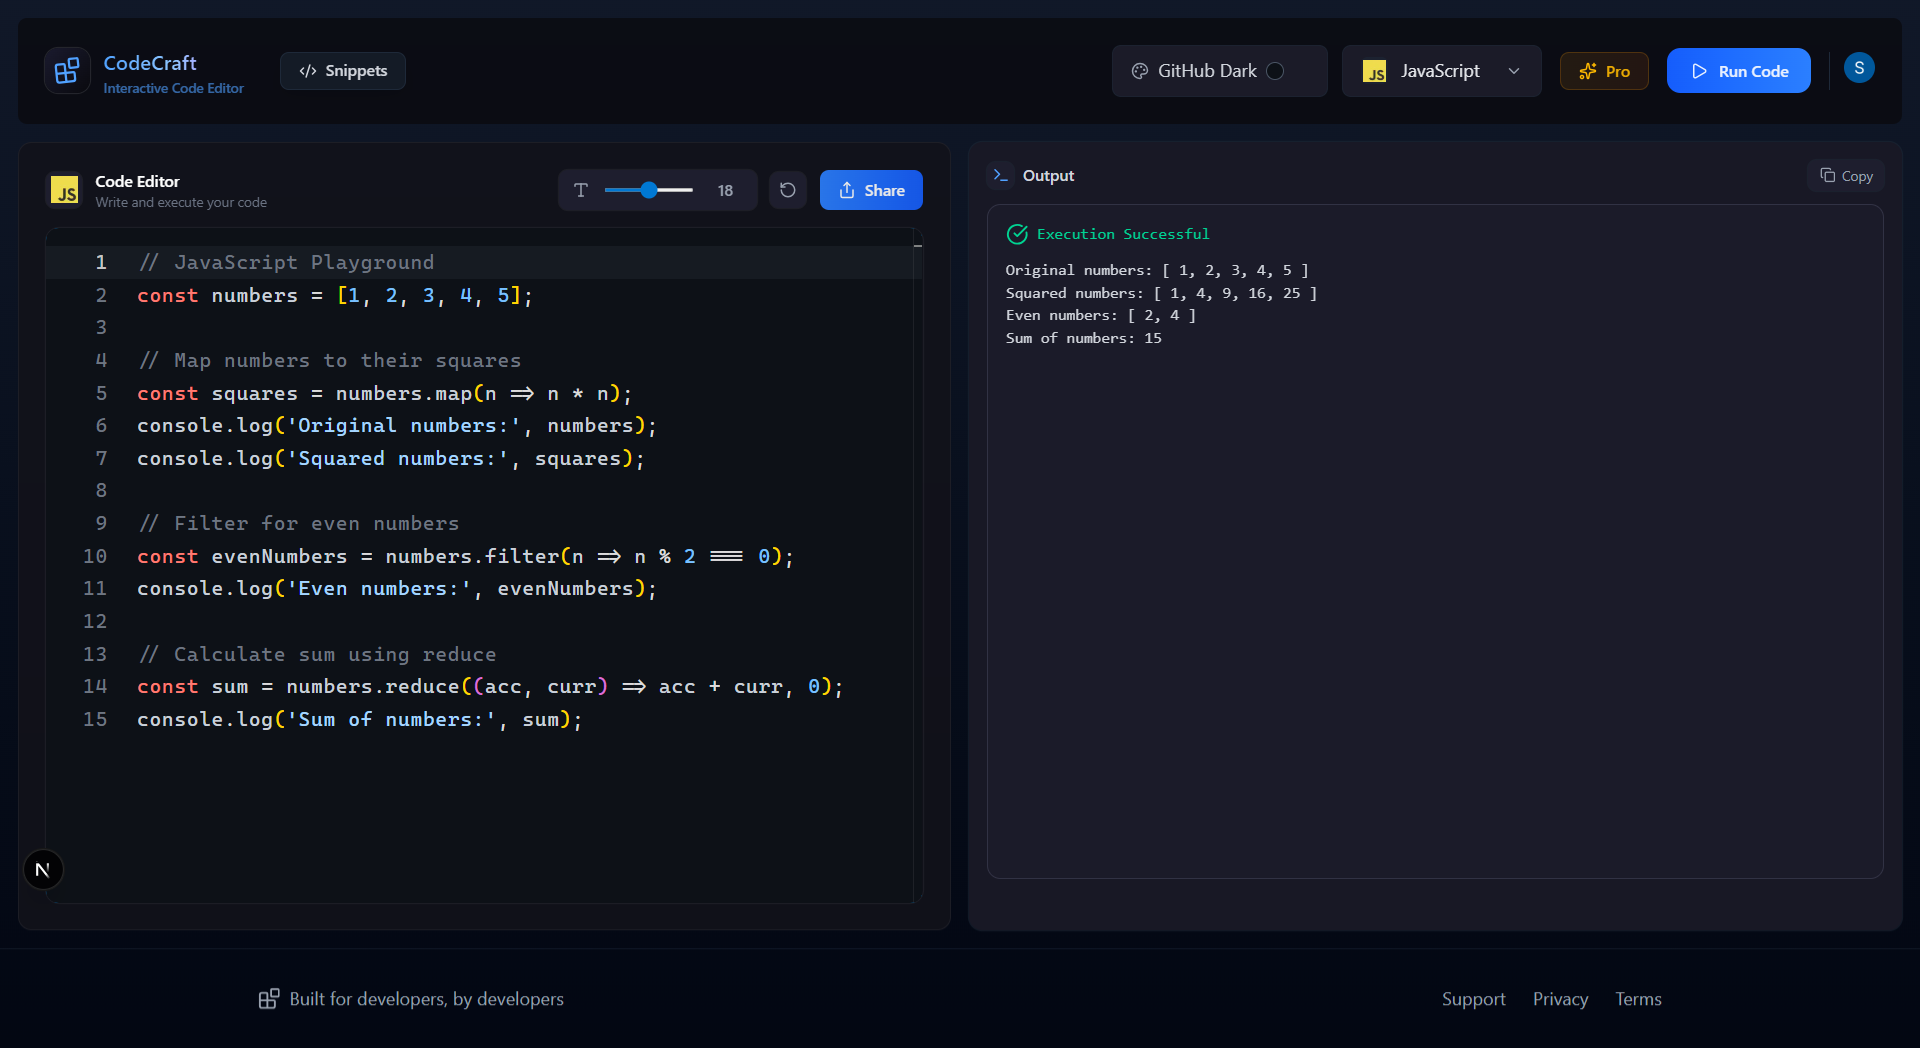 CodeCraft
Interactive Code Editor
</> Snippets
GitHub Dark
JS JavaScript
Pro
Run Code
S
JS
Code Editor
Write and execute your code
T
18
Share
1 // JavaScript Playground
2 const numbers = [1, 2, 3, 4, 5];
3
4 // Map numbers to their squares
5 const squares = numbers.map(n => n * n);
6 console.log('Original numbers:', numbers);
7 console.log('Squared numbers:', squares);
8
9 // Filter for even numbers
10 const evenNumbers = numbers.filter(n => n % 2 === 0);
11 console.log('Even numbers:', evenNumbers);
12
13 // Calculate sum using reduce
14 const sum = numbers.reduce((acc, curr) => acc + curr, 0);
15 console.log('Sum of numbers:', sum);
N
Output
Copy
Execution Successful
Original numbers: [ 1, 2, 3, 4, 5 ]
Squared numbers: [ 1, 4, 9, 16, 25 ]
Even numbers: [ 2, 4 ]
Sum of numbers: 15
Built for developers, by developers
Support
Privacy
Terms